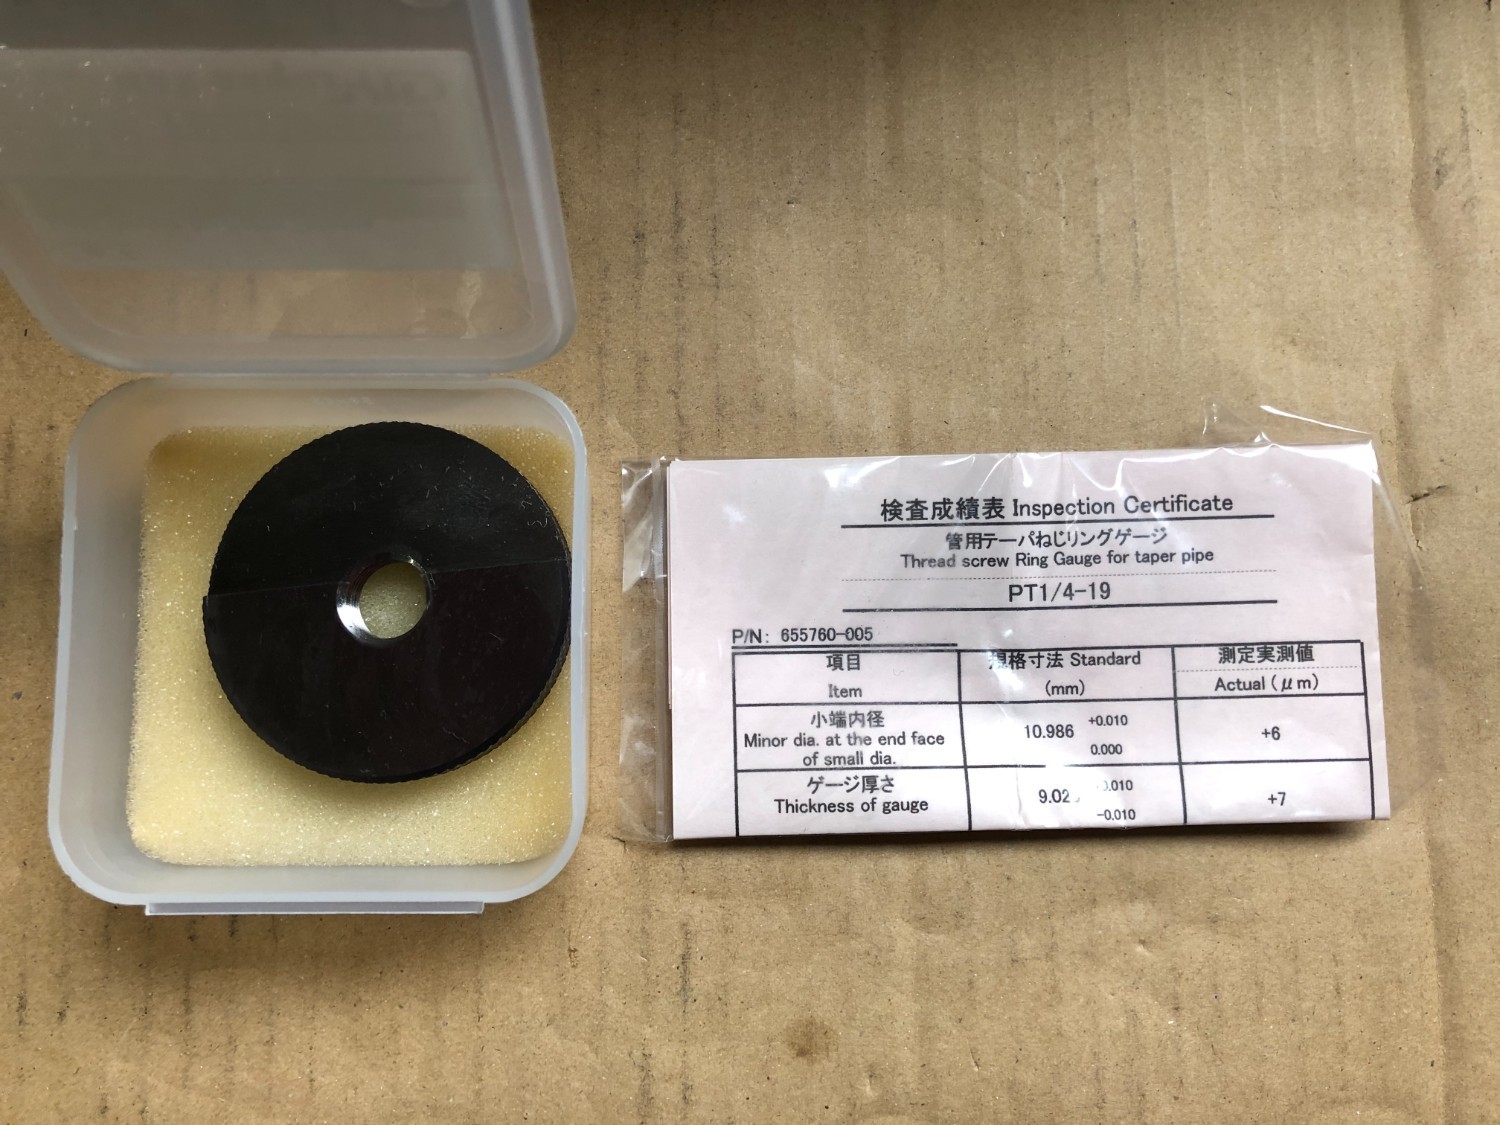 検査成績表 Inspection Certificate
管用テーパねじリングゲージ
Thread screw Ring Gauge for taper pipe
PT1/4-19
P/N: 655760-005
項目
Item
規格寸法 Standard
(mm)
測定実測値
Actual (μm)
小端内径
Minor dia. at the end face
of small dia.
10.986 +0.010
0.000
+6
ゲージ厚さ
Thickness of gauge
-0.010
+7